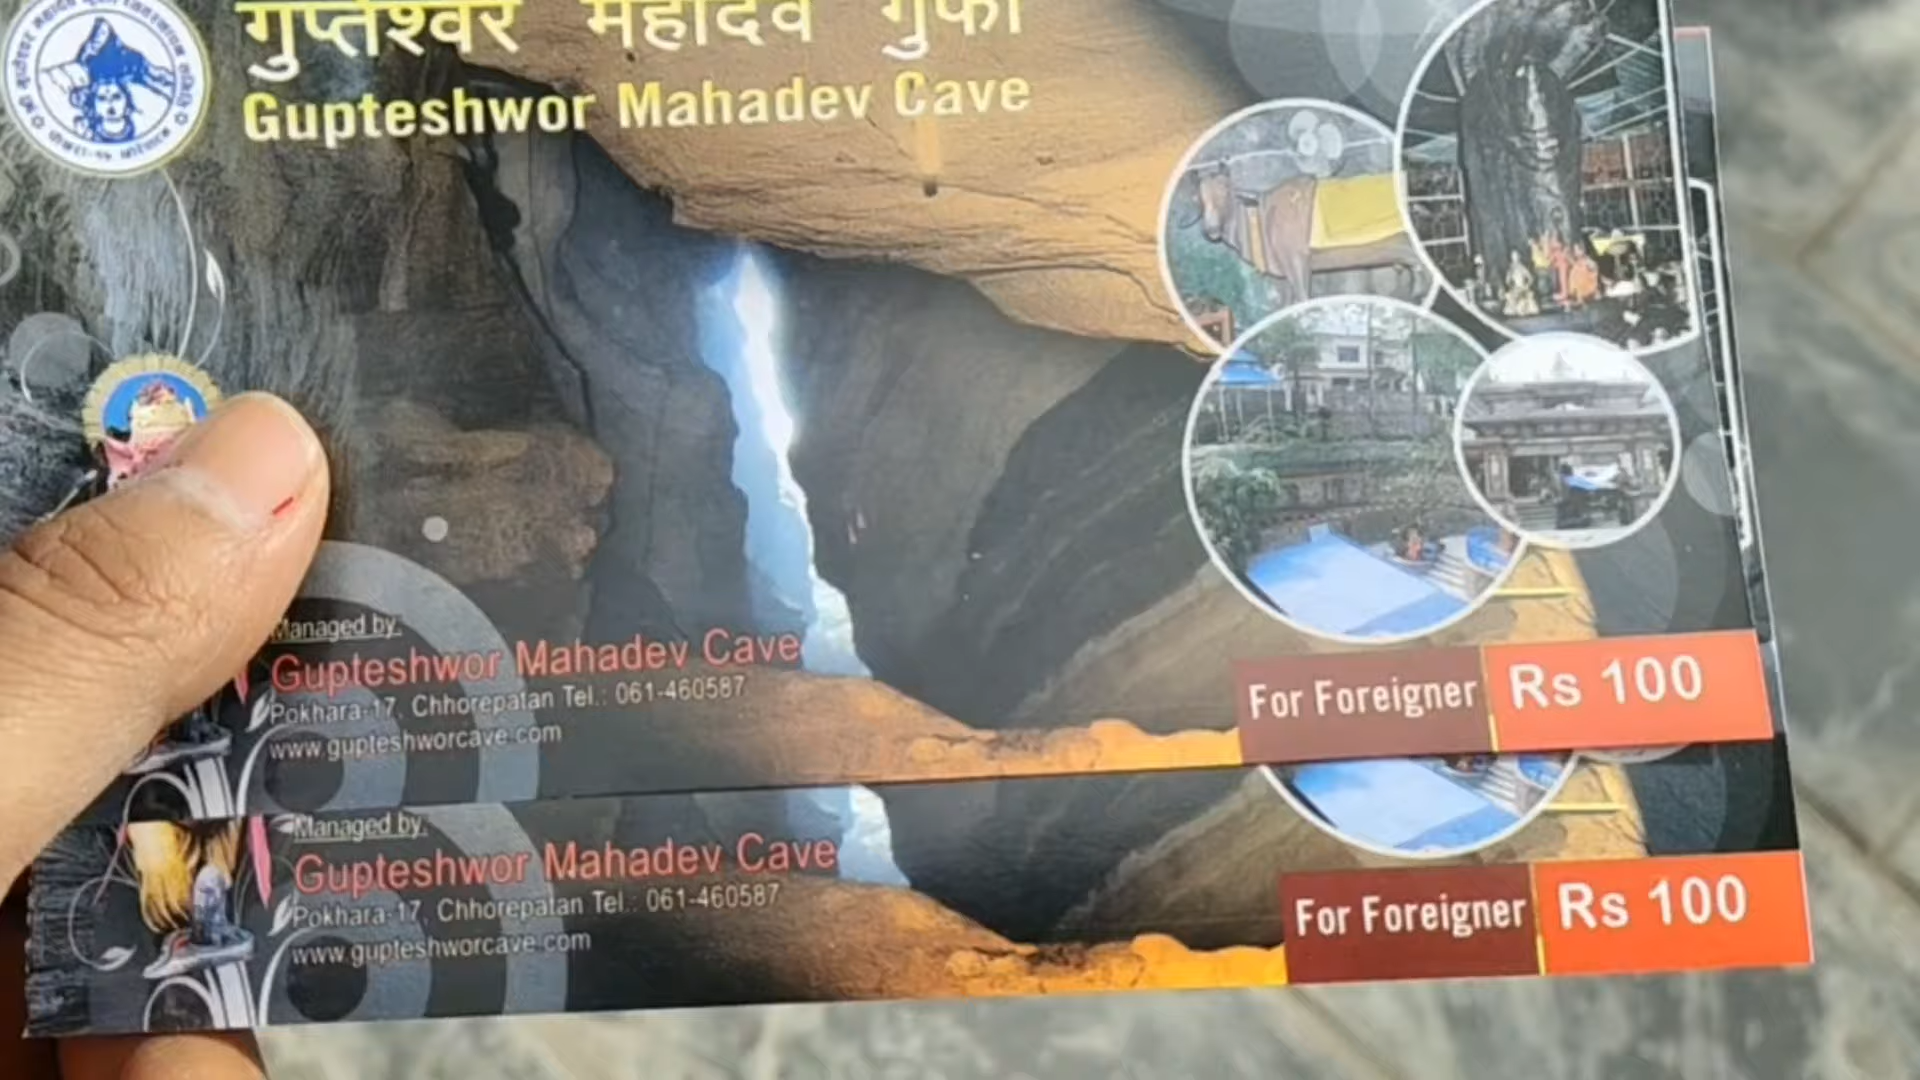 गुप्तेश्वर महादेव गुफा
Gupteshwor Mahadev Cave
Managed by:
Gupteshwor Mahadev Cave
Pokhara-17, Chhorepatan Tel.: 061-460587
www.gupteshworcave.com
For Foreigner Rs 100
Managed by:
Gupteshwor Mahadev Cave
Pokhara-17, Chhorepatan Tel.: 061-460587
www.gupteshworcave.com
For Foreigner Rs 100